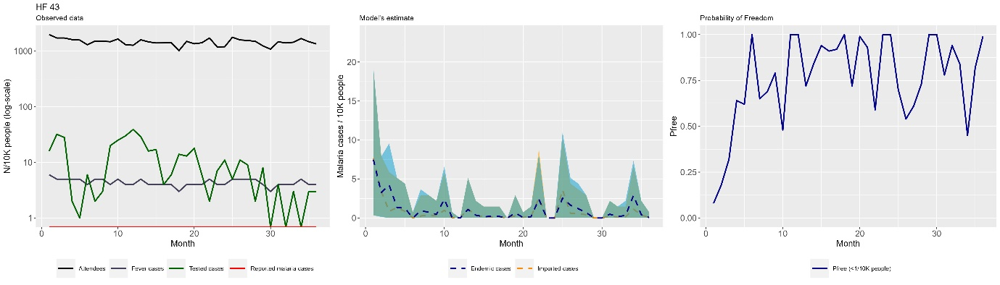 HF 43
Observed data
N/10K people (log-scale)
1000
100
10
1
0
10
20
30
Month
Attendees
Fever cases
Tested cases
Reported malaria cases
Model's estimate
Malaria cases / 10K people
20
15
10
5
0
0
10
20
30
Month
Endemic cases
Imported cases
Probability of Freedom
Pfree
1.00
0.75
0.50
0.25
0.00
0
10
20
30
Month
Pfree (<1/10K people)